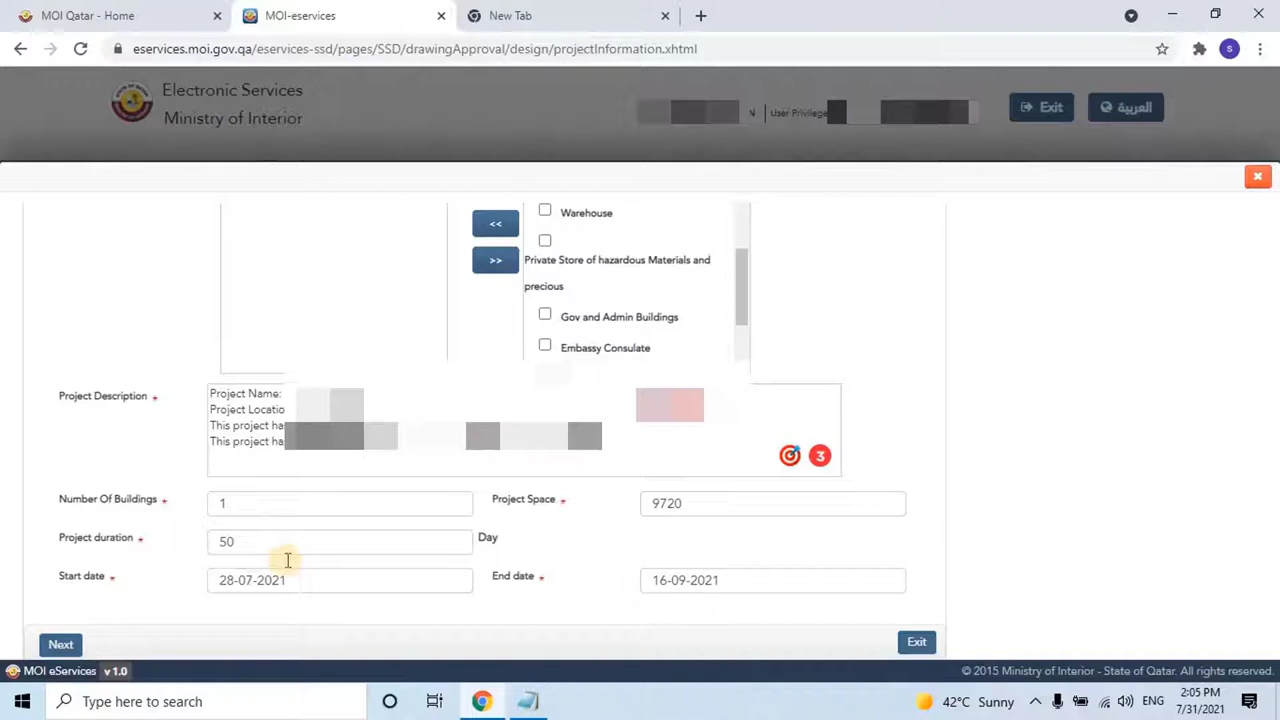 MOI Qatar - Home
MOI-eservices
New Tab
eservices.moi.gov.qa/eservices-ssd/pages/SSD/drawingApproval/design/projectInformation.xhtml
S
Electronic Services
Ministry of Interior
N User Privilege
Exit
العربية
<<
>>
Warehouse
Private Store of hazardous Materials and
precious
Gov and Admin Buildings
Embassy Consulate
Project Description *
Project Name:
Project Locatio
This project ha
This project ha
3
Number Of Buildings * 1
Project Space * 9720
Project duration * 50 Day
Start date * 28-07-2021
End date * 16-09-2021
Next
Exit
MOI eServices v 1.0
© 2015 Ministry of Interior - State of Qatar. All rights reserved.
Type here to search
42°C Sunny
ENG
2:05 PM
7/31/2021